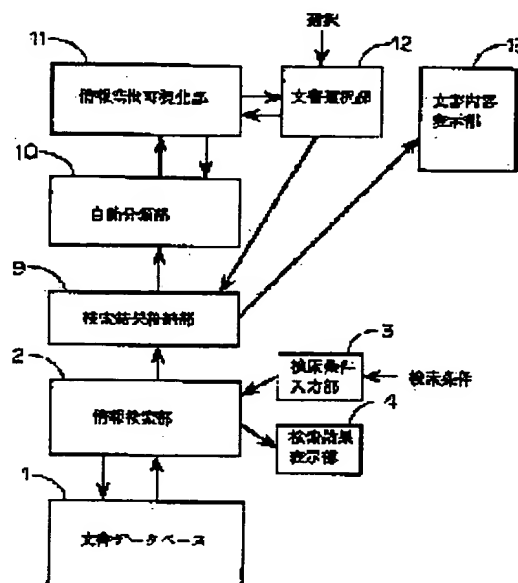 選択
11
12
13
情報空間可視化部
文書選択部
文書内容
表示部
10
自動分類部
9
検索結果格納部
2
3
検索条件
入力部
検索条件
情報検索部
4
検索結果
表示部
1
文書データベース